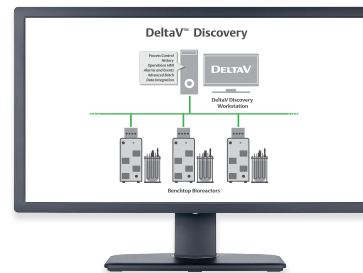 DeltaV™ Discovery
Process Control
History
Operations HMI
Alarms and Events
Advanced Batch
Data Integration
DELTAV
DeltaV Discovery
Workstation
Benchtop Bioreactors